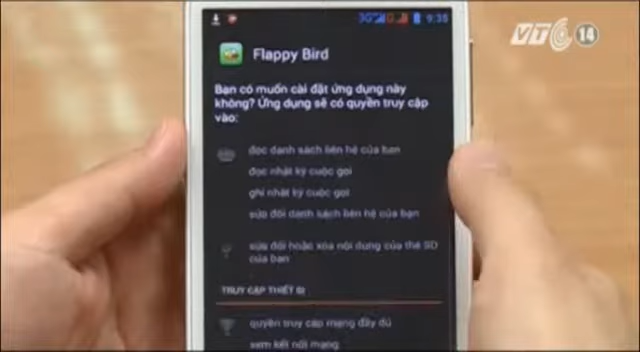 3G
9:35
VTC 14
Flappy Bird
Bạn có muốn cài đặt ứng dụng này
không? Ứng dụng sẽ có quyền truy cập
vào:
đọc danh sách liên hệ của bạn
đọc nhật ký cuộc gọi
ghi nhật ký cuộc gọi
sửa đổi danh sách liên hệ của bạn
sửa đổi hoặc xóa nội dung của thẻ SD
của bạn
TRUY CẬP THIẾT BỊ
quyền truy cập mạng đầy đủ
xem kết nối mạng